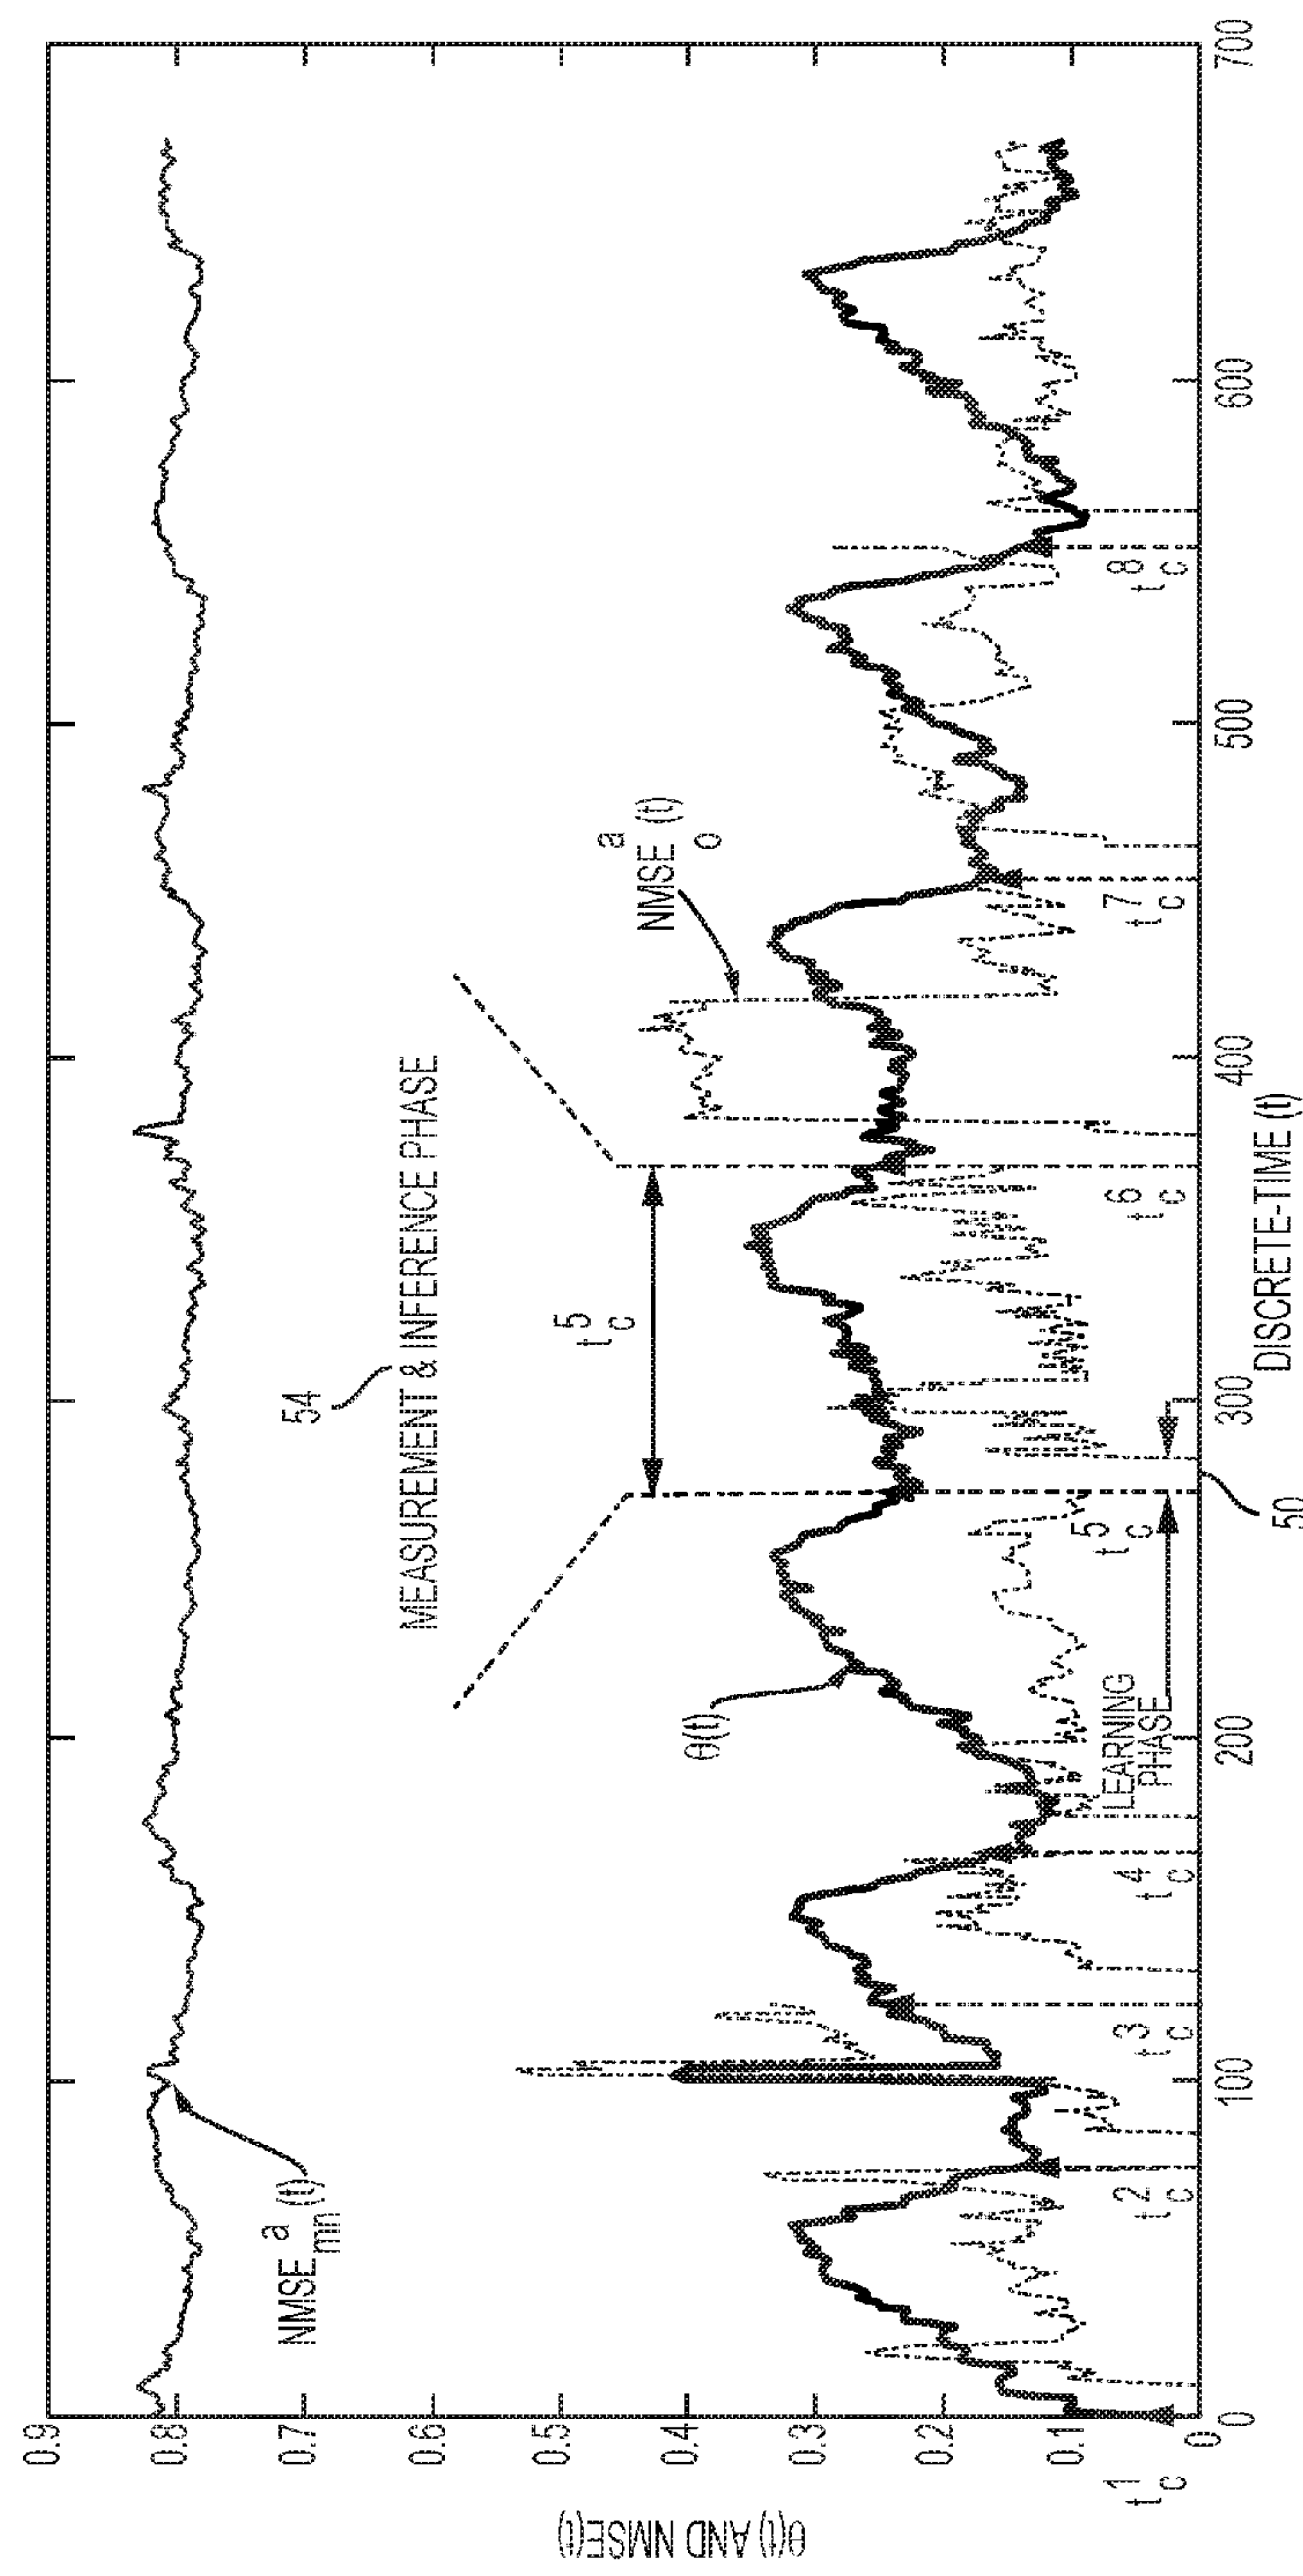 θ(t) AND NMSE(t)
0.9
0.8
0.7
0.6
0.5
0.4
0.3
0.2
0.1
0
NMSE a mn (t)
54
MEASUREMENT & INFERENCE PHASE
t 5 c
NMSE a o (t)
θ(t)
LEARNING
PHASE
t 1 c
t 2 c
t 3 c
t 4 c
t 5 c
t 6 c
t 7 c
t 8 c
0
100
200
300
400
500
600
700
50
DISCRETE-TIME (t)